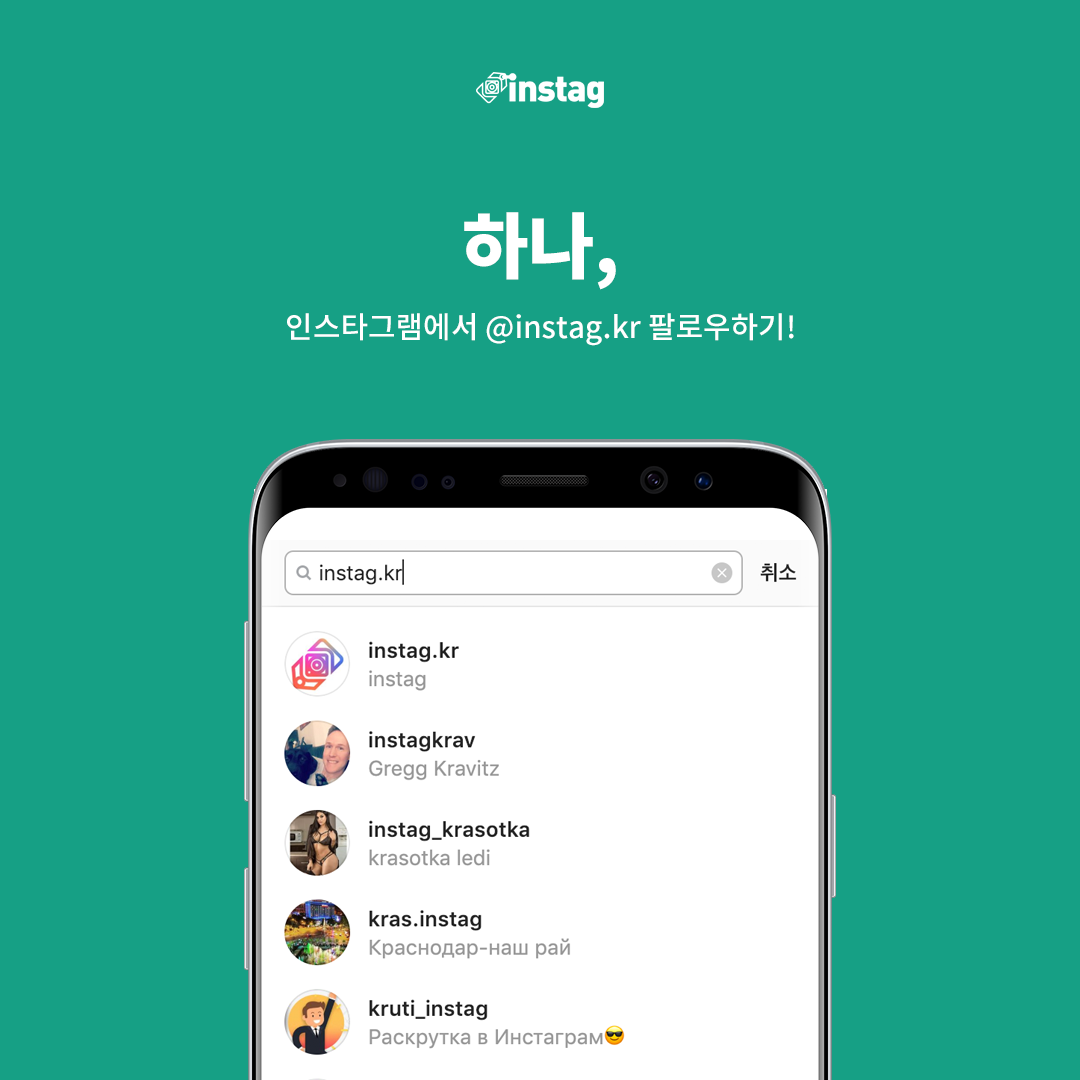 instag
하나,
인스타그램에서 @instag.kr 팔로우하기!
instag.kr 취소
instag.kr
instag
instagkrav
Gregg Kravitz
instag_krasotka
krasotka ledi
kras.instag
Краснодар-наш рай
kruti_instag
Раскрутка в Инстаграм😎